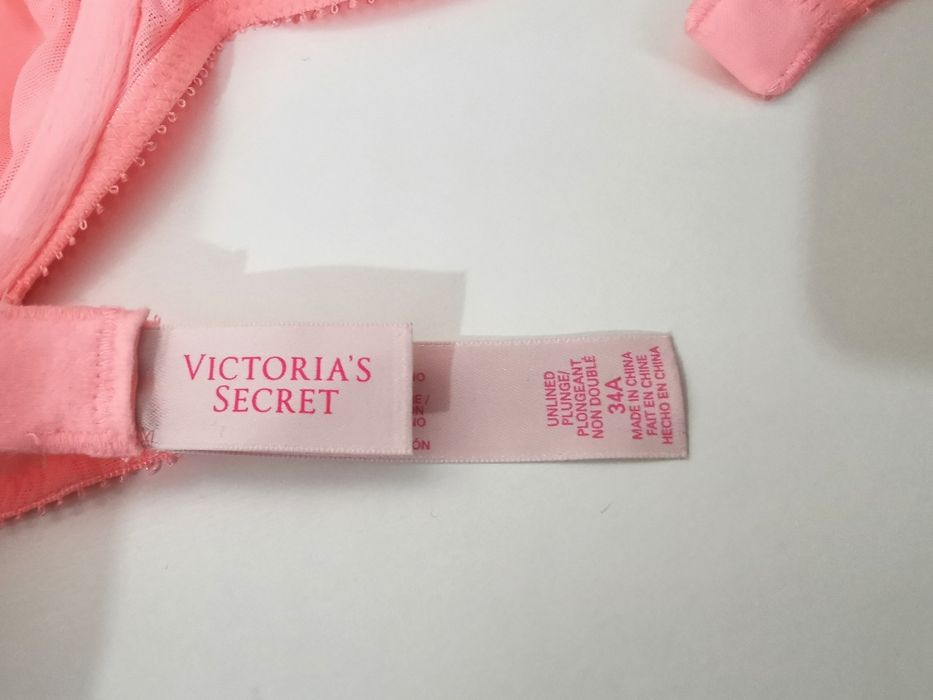 VICTORIA'S
SECRET
UNLINED
PLUNGE/
PLONGEANT
NON DOUBLÉ
34A
MADE IN CHINA
FAIT EN CHINE
HECHO EN CHINA